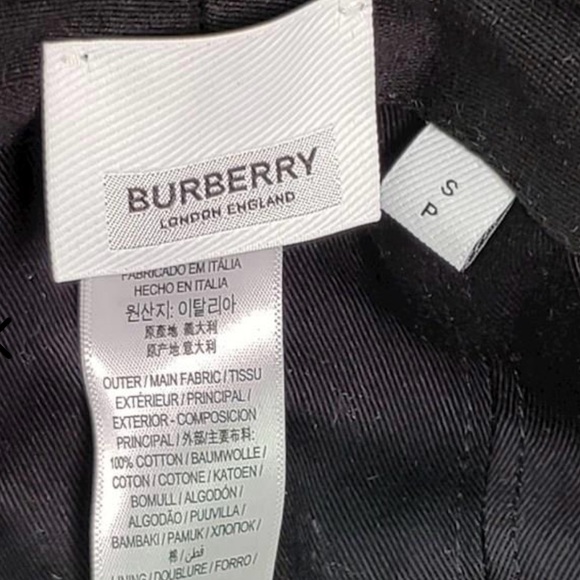 BURBERRY
LONDON ENGLAND
S
P
FABRICADO EM ITÁLIA
HECHO EN ITALIA
원산지: 이탈리아
原產地 義大利
原产地 意大利
OUTER / MAIN FABRIC / TISSU
EXTÉRIEUR / PRINCIPAL /
EXTERIOR - COMPOSICION
PRINCIPAL / 外部/主要布料:
100% COTTON / BAUMWOLLE /
COTON / COTONE / KATOEN /
BOMULL / ALGODÓN /
ALGODÃO / PUUVILLA /
BAMBAKI / PAMUK / ХЛОПОК /
棉 / قطن /
LINING / DOUBLURE / FORRO /